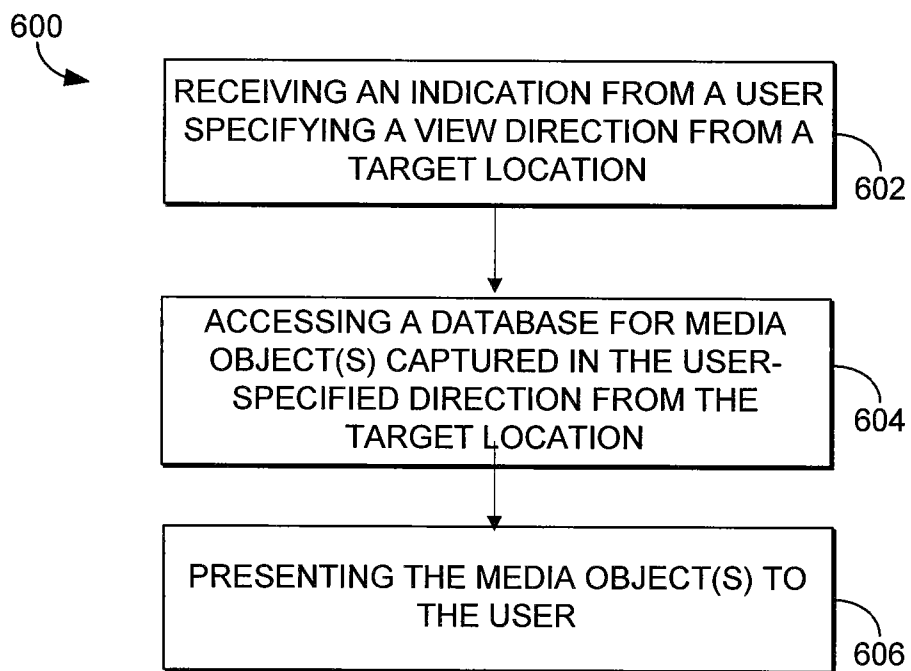 600
RECEIVING AN INDICATION FROM A USER
SPECIFYING A VIEW DIRECTION FROM A
TARGET LOCATION
602
ACCESSING A DATABASE FOR MEDIA
OBJECT(S) CAPTURED IN THE USER-
SPECIFIED DIRECTION FROM THE
TARGET LOCATION
604
PRESENTING THE MEDIA OBJECT(S) TO
THE USER
606